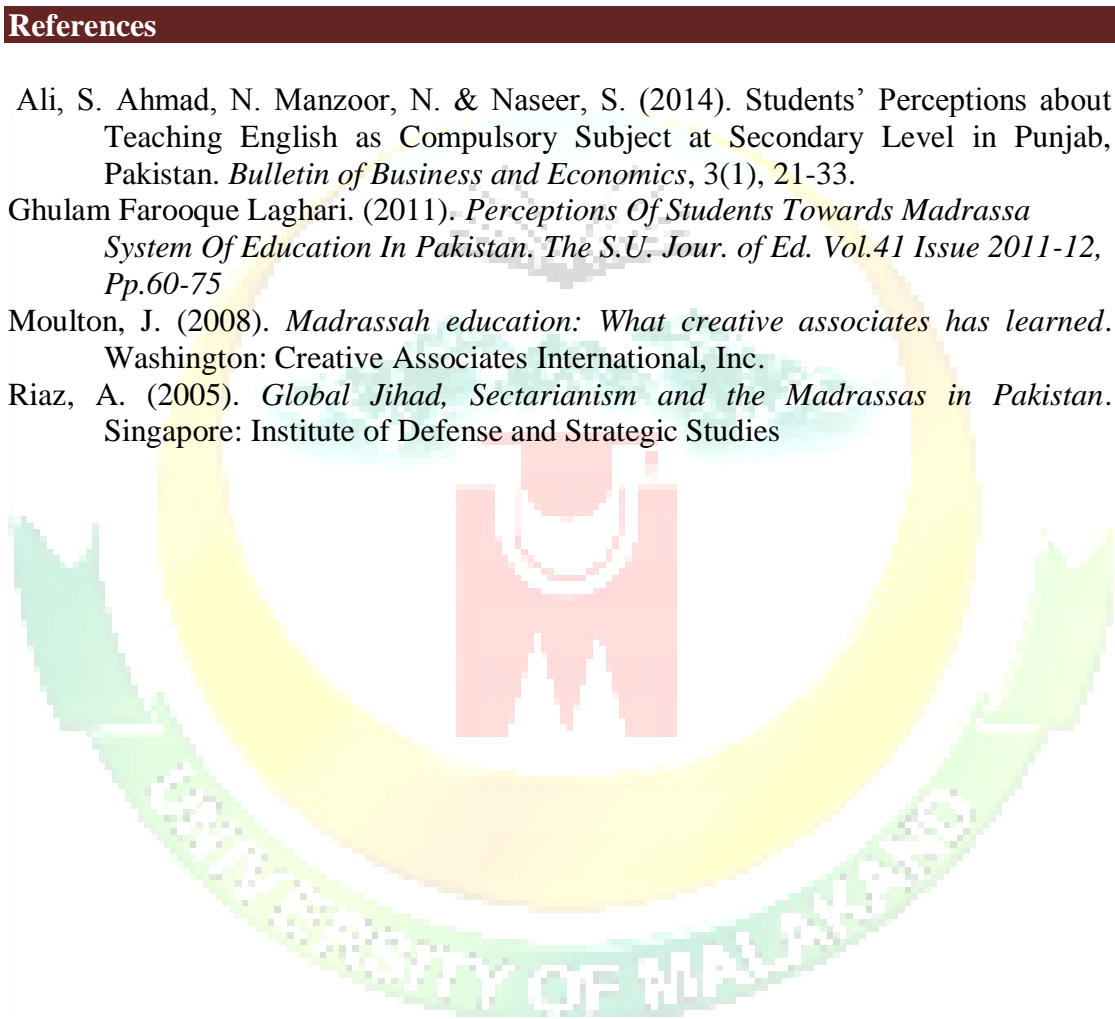 References
Ali, S. Ahmad, N. Manzoor, N. & Naseer, S. (2014). Students’ Perceptions about
Teaching English as Compulsory Subject at Secondary Level in Punjab,
Pakistan. Bulletin of Business and Economics, 3(1), 21-33.
Ghulam Farooque Laghari. (2011). Perceptions Of Students Towards Madrassa
System Of Education In Pakistan. The S.U. Jour. of Ed. Vol.41 Issue 2011-12,
Pp.60-75
Moulton, J. (2008). Madrassah education: What creative associates has learned.
Washington: Creative Associates International, Inc.
Riaz, A. (2005). Global Jihad, Sectarianism and the Madrassas in Pakistan.
Singapore: Institute of Defense and Strategic Studies
UNIVERSITY OF MALAKAND